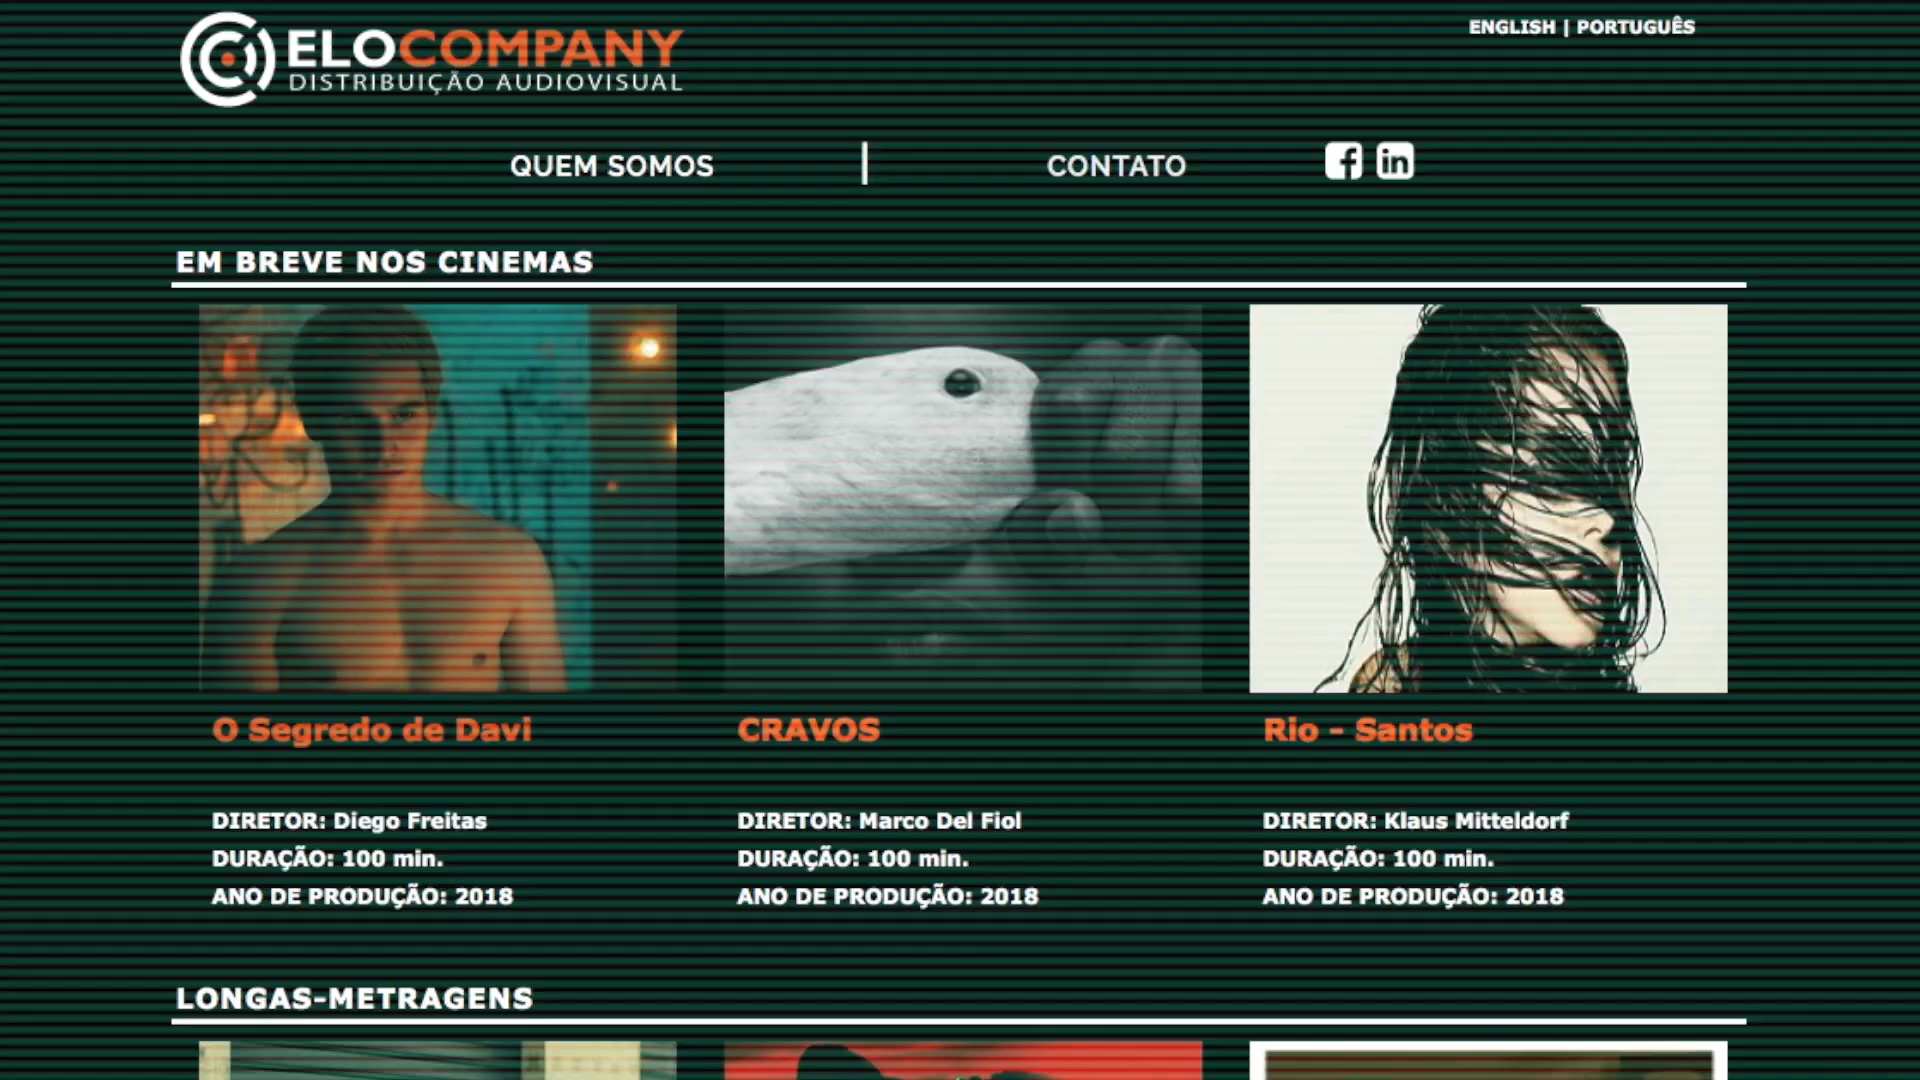 ELOCOMPANY
DISTRIBUIÇÃO AUDIOVISUAL
ENGLISH | PORTUGUÊS
QUEM SOMOS | CONTATO
EM BREVE NOS CINEMAS
O Segredo de Davi
DIRETOR: Diego Freitas
DURAÇÃO: 100 min.
ANO DE PRODUÇÃO: 2018
CRAVOS
DIRETOR: Marco Del Fiol
DURAÇÃO: 100 min.
ANO DE PRODUÇÃO: 2018
Rio - Santos
DIRETOR: Klaus Mitteldorf
DURAÇÃO: 100 min.
ANO DE PRODUÇÃO: 2018
LONGAS-METRAGENS